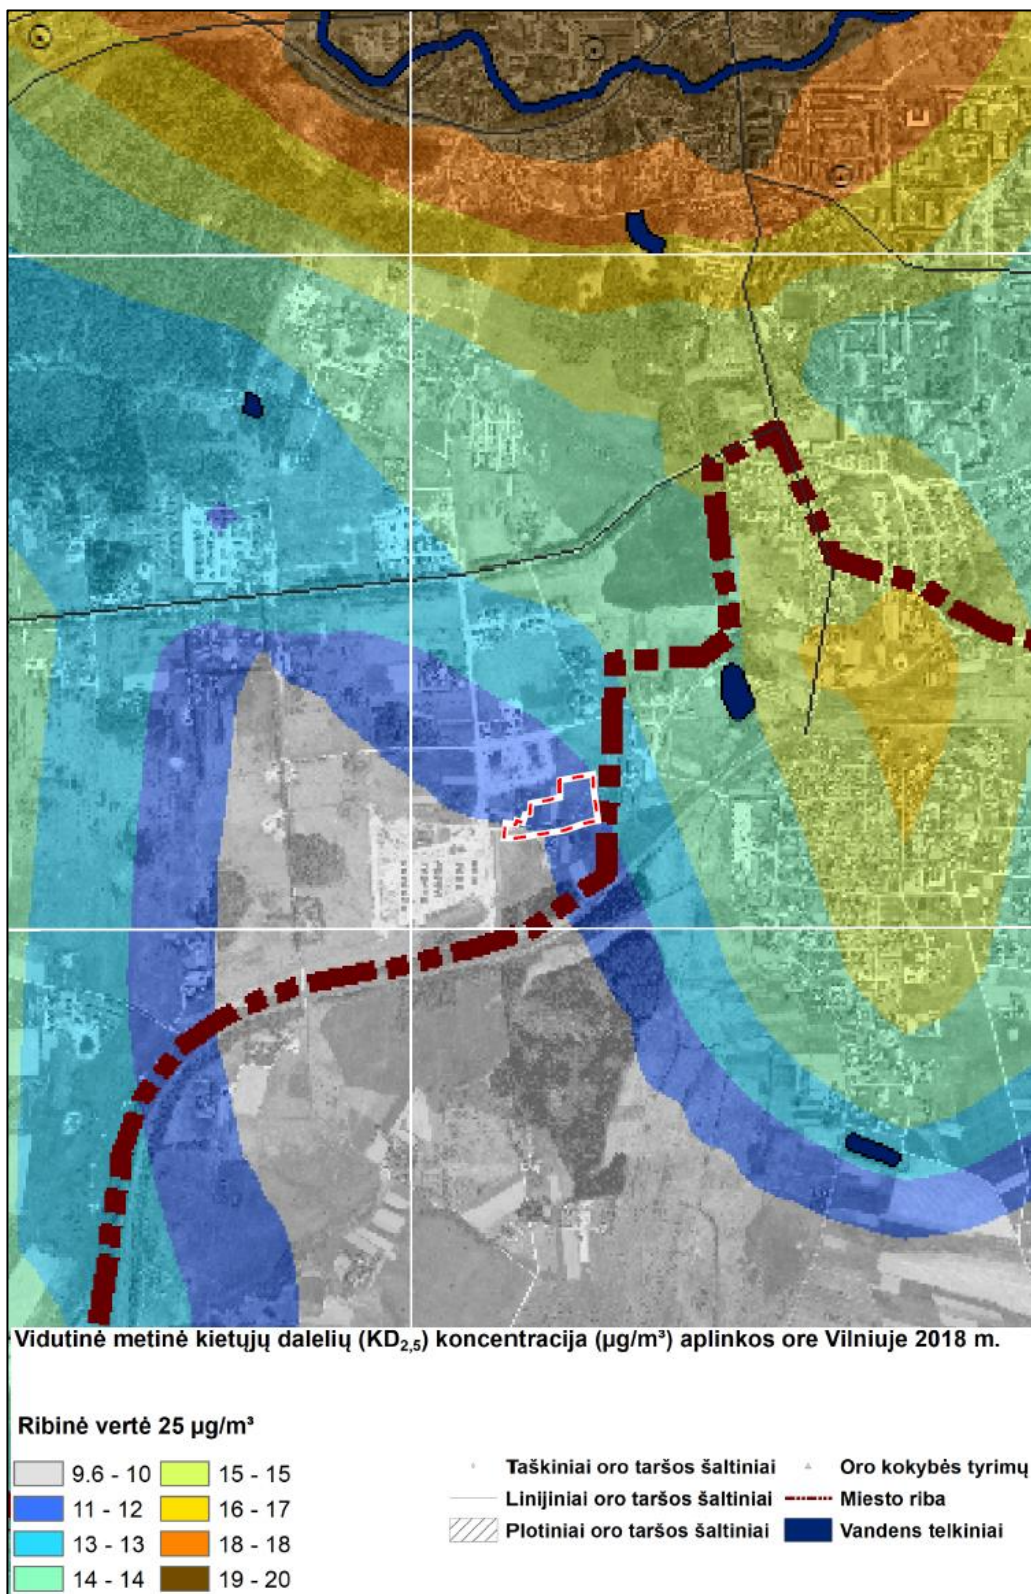 Vidutinė metinė kietųjų dalelių (KD2,5) koncentracija (µg/m³) aplinkos ore Vilniuje 2018 m.
Ribinė vertė 25 µg/m³
9.6 - 10
11 - 12
13 - 13
14 - 14
15 - 15
16 - 17
18 - 18
19 - 20
Taškiniai oro taršos šaltiniai
Linijiniai oro taršos šaltiniai
Plotiniai oro taršos šaltiniai
Oro kokybės tyrimų
Miesto riba
Vandens telkiniai